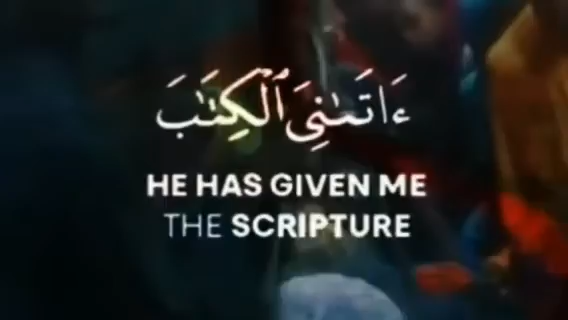 ءَاتَىٰنِيَ ٱلْكِتَٰبَ
HE HAS GIVEN ME
THE SCRIPTURE